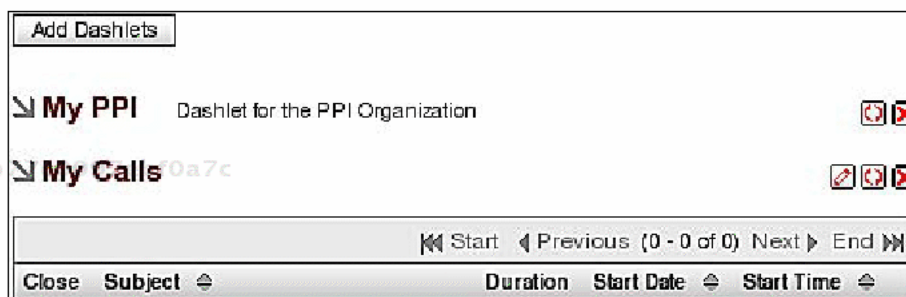 Add Dashlets
My PPI Dashlet for the PPI Organization
My Calls
Start Previous (0 - 0 of 0) Next End
Close Subject Duration Start Date Start Time